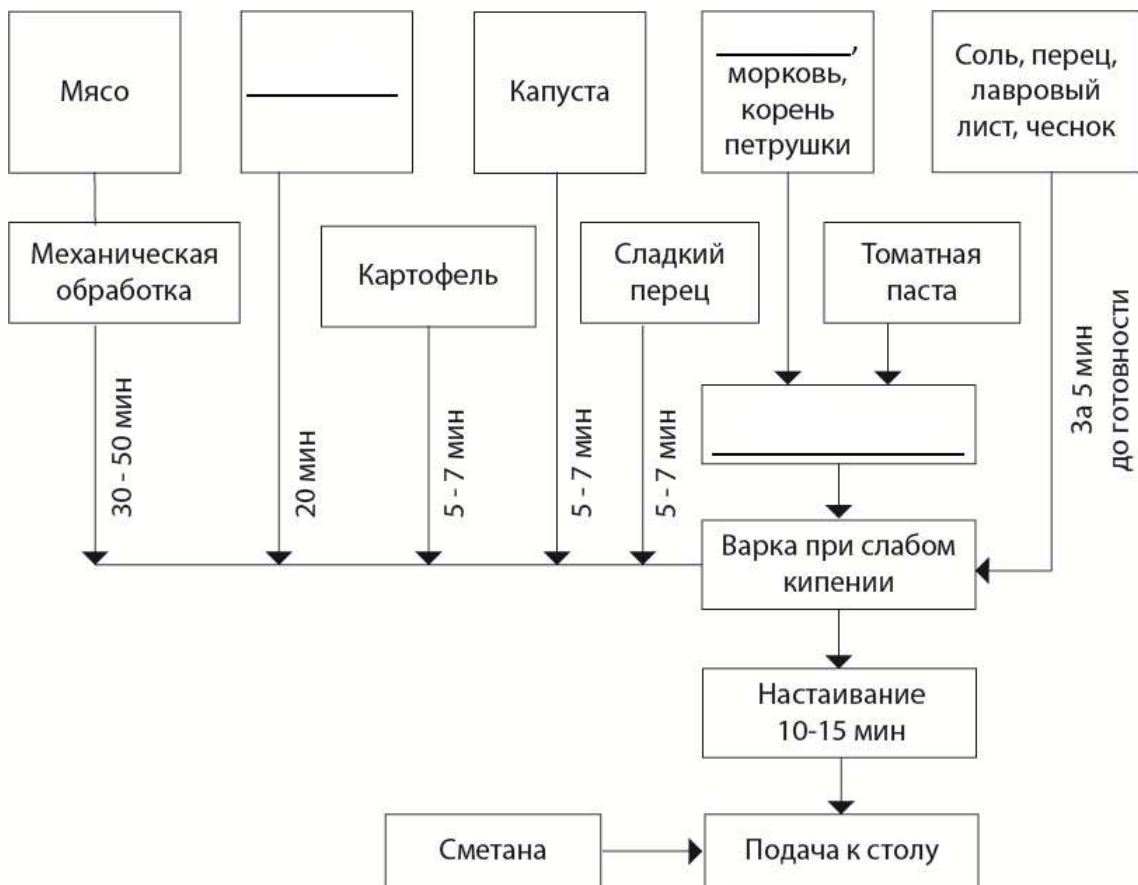 Мясо
Капуста
,
морковь,
корень
петрушки
Соль, перец,
лавровый
лист, чеснок
Механическая
обработка
Картофель
Сладкий
перец
Томатная
паста
30 - 50 мин
20 мин
5 - 7 мин
5 - 7 мин
5 - 7 мин
За 5 мин
до готовности
Варка при слабом
кипении
Настаивание
10-15 мин
Сметана
Подача к столу